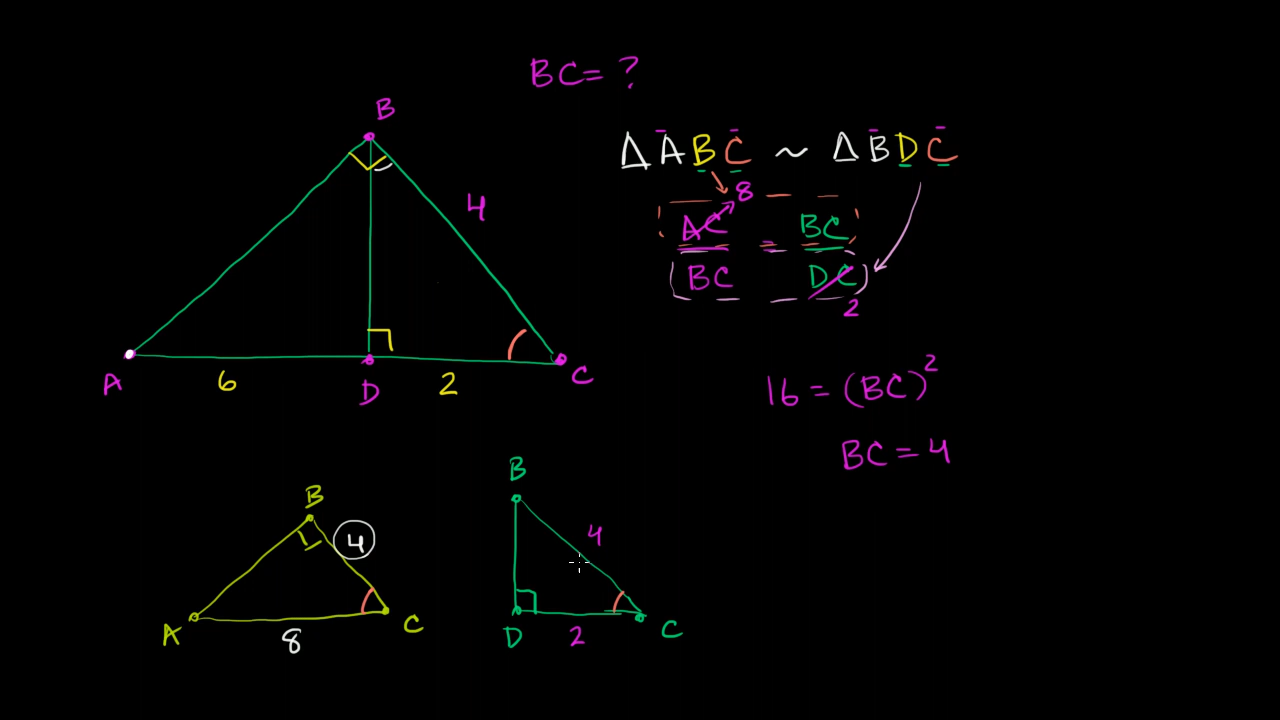 BC = ?
B
ΔABC ~ ΔBDC
8
4
AC = BC
BC DC
2
A 6 D 2 C
16 = (BC)²
BC = 4
B
4
A 8 C
B
4
D 2 C